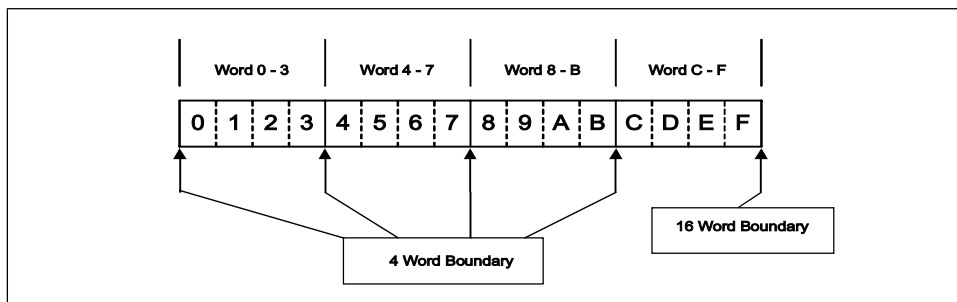 Word 0 - 3 Word 4 - 7 Word 8 - B Word C - F
0 1 2 3 4 5 6 7 8 9 A B C D E F
16 Word Boundary
4 Word Boundary